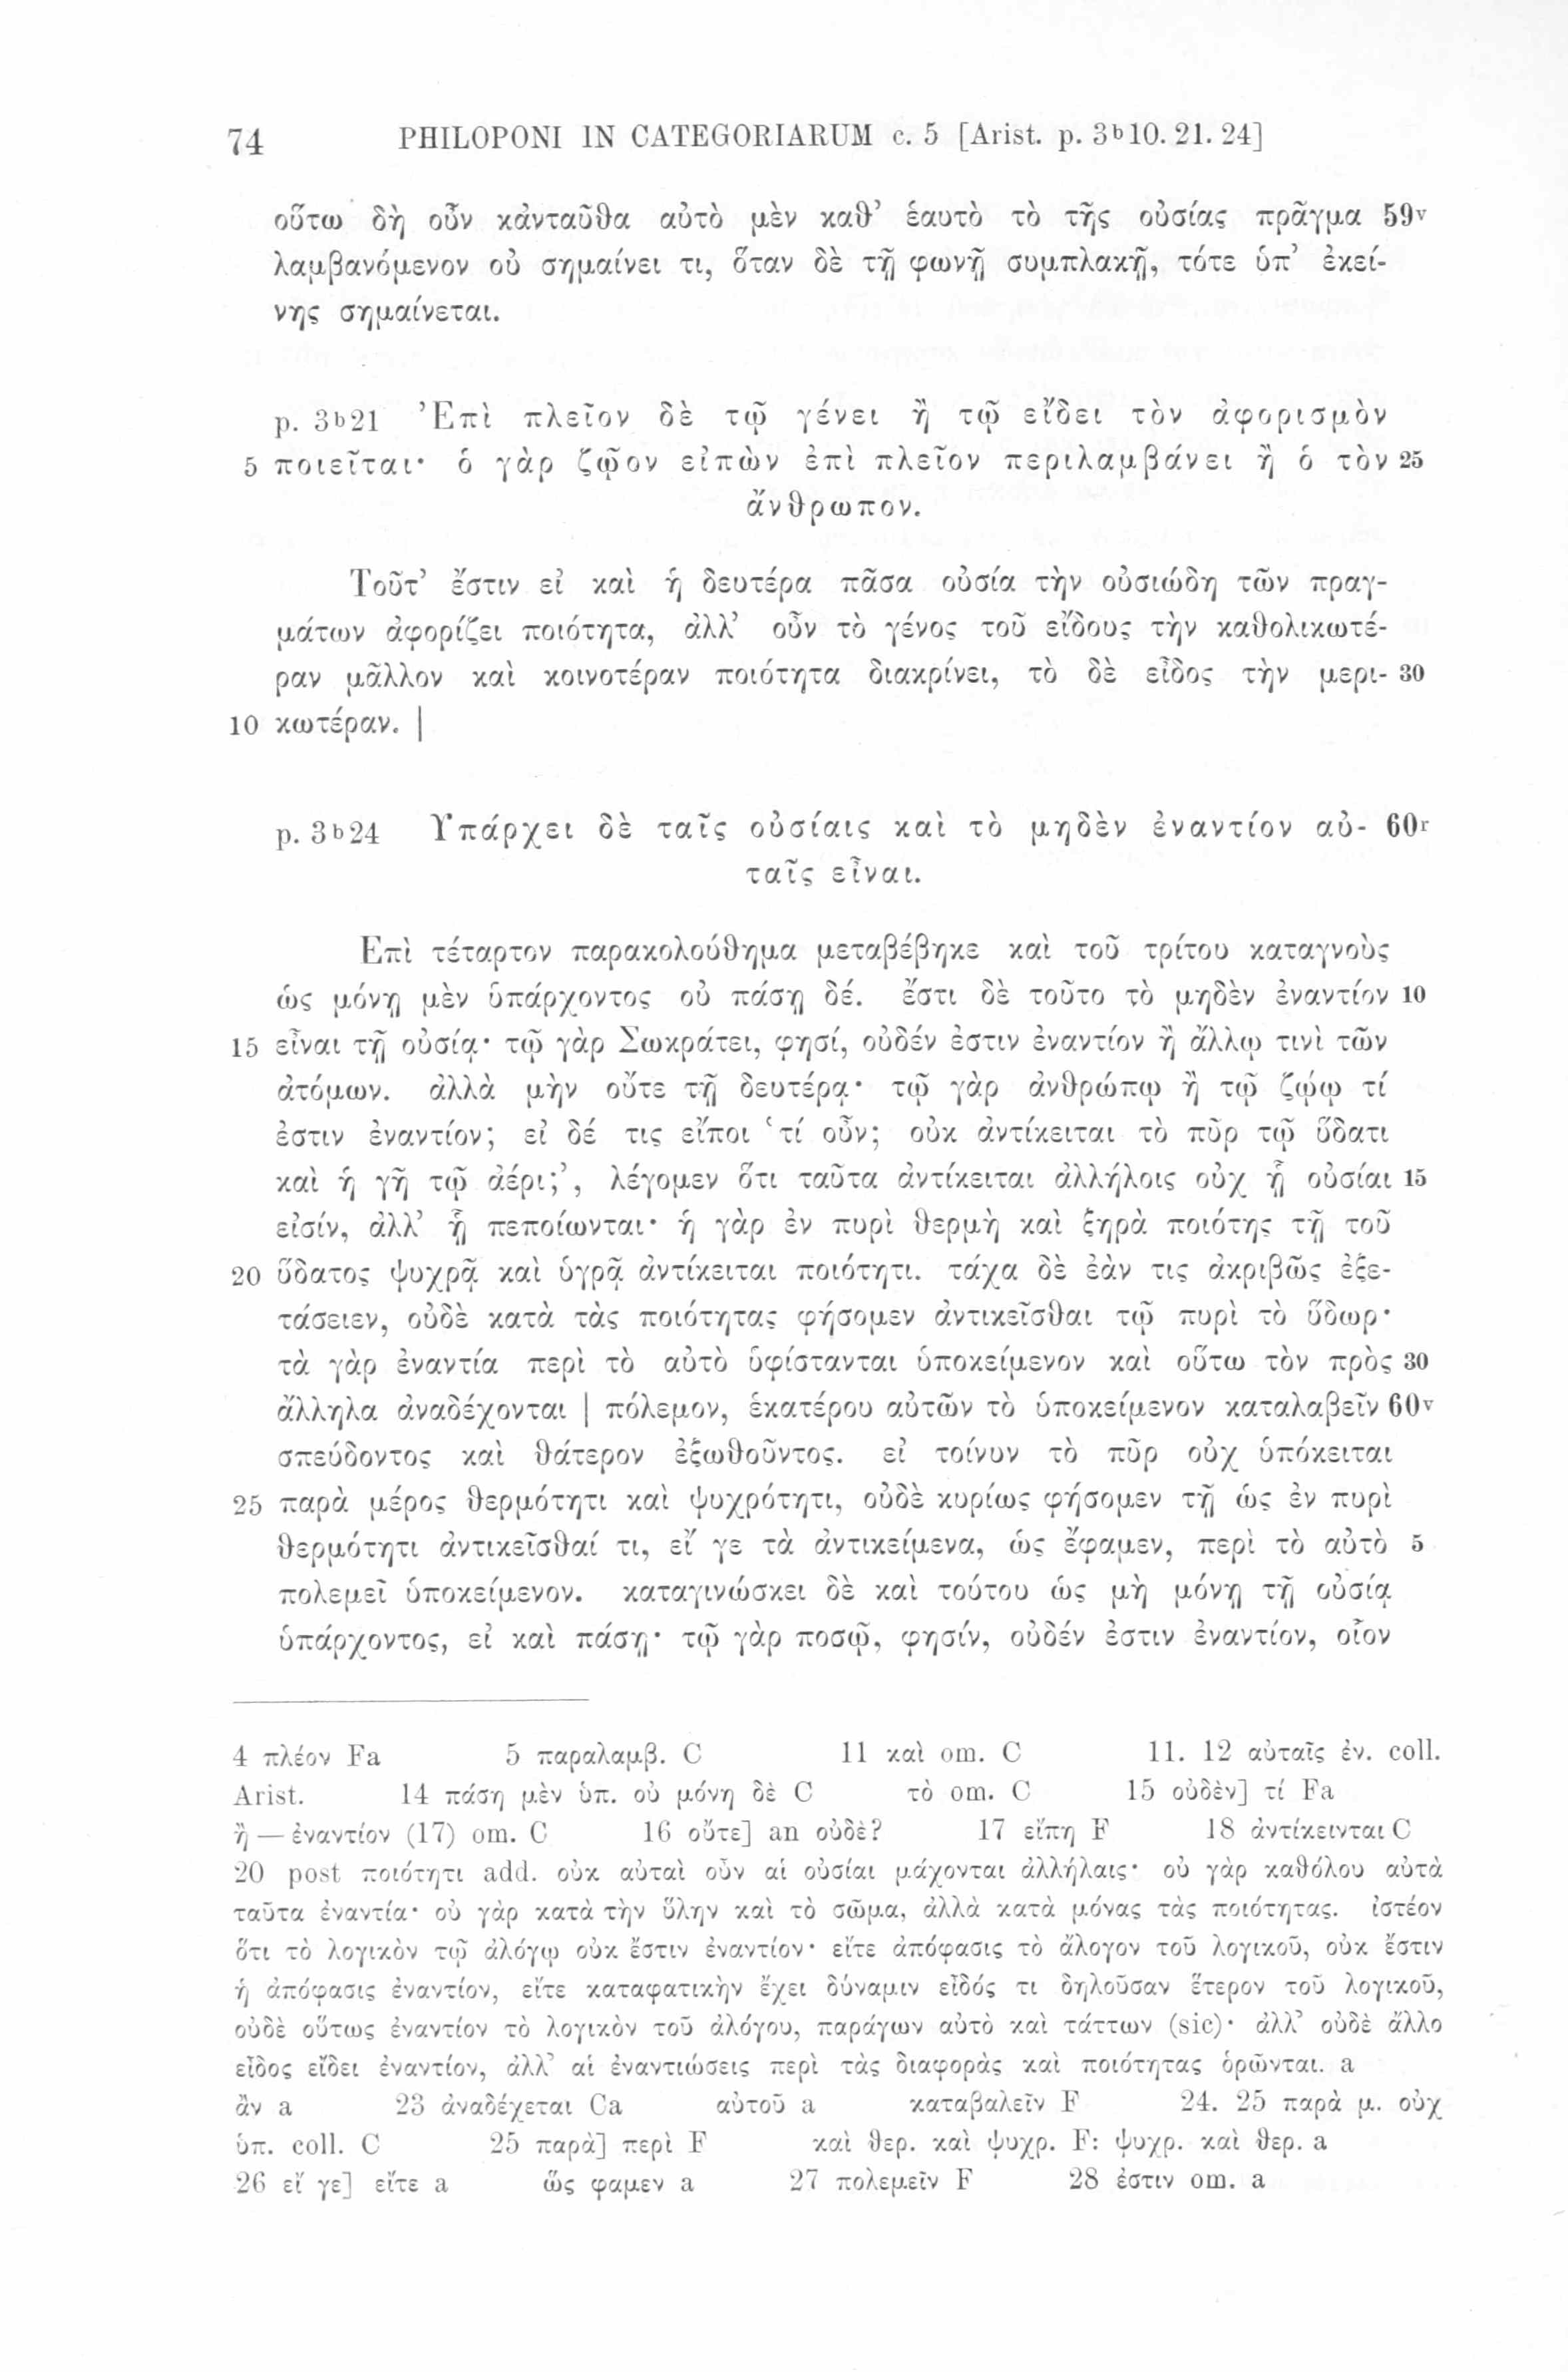 74 PHILOPONI IN CATEGORIARUM c. 5 [Arist. p. 3b10. 21. 24]
οὕτω δὴ οὖν κἀνταῦθα αὐτὸ μὲν καθ’ ἑαυτὸ τὸ τῆς οὐσίας πρᾶγμα 59v
λαμβανόμενον οὐ σημαίνει τι, ὅταν δὲ τῇ φωνῇ συμπλακῇ, τότε ὑπ’ ἐκεί-
νης σημαίνεται.
p. 3b21 Ἐπὶ πλεῖον δὲ τῷ γένει ἢ τῷ εἴδει τὸν ἀφορισμὸν
5 ποιεῖται· ὁ γὰρ ζῷον εἰπὼν ἐπὶ πλεῖον περιλαμβάνει ἢ ὁ τὸν 25
ἄνθρωπον.
Τοῦτ’ ἔστιν εἰ καὶ ἡ δευτέρα πᾶσα οὐσία τὴν οὐσιώδη τῶν πραγ-
μάτων ἀφορίζει ποιότητα, ἀλλ’ οὖν τὸ γένος τοῦ εἴδους τὴν καθολικωτέ-
ραν μᾶλλον καὶ κοινοτέραν ποιότητα διακρίνει, τὸ δὲ εἶδος τὴν μερι- 30
10 κωτέραν. |
p. 3b24 Ὑπάρχει δὲ ταῖς οὐσίαις καὶ τὸ μηδὲν ἐναντίον αὐ- 60r
ταῖς εἶναι.
Ἐπὶ τέταρτον παρακολούθημα μεταβέβηκε καὶ τοῦ τρίτου καταγνοὺς
ὡς μόνῃ μὲν ὑπάρχοντος οὐ πάσῃ δέ. ἔστι δὲ τοῦτο τὸ μηδὲν ἐναντίον 10
15 εἶναι τῇ οὐσίᾳ· τῷ γὰρ Σωκράτει, φησί, οὐδέν ἐστιν ἐναντίον ἢ ἄλλῳ τινὶ τῶν
ἀτόμων. ἀλλὰ μὴν οὔτε τῇ δευτέρᾳ· τῷ γὰρ ἀνθρώπῳ ἢ τῷ ζῴῳ τί
ἐστιν ἐναντίον; εἰ δέ τις εἴποι ‘τί οὖν; οὐκ ἀντίκειται τὸ πῦρ τῷ ὕδατι
καὶ ἡ γῆ τῷ ἀέρι;’, λέγομεν ὅτι ταῦτα ἀντίκειται ἀλλήλοις οὐχ ᾗ οὐσίαι 15
εἰσίν, ἀλλ’ ᾗ πεποίωνται· ἡ γὰρ ἐν πυρὶ θερμὴ καὶ ξηρὰ ποιότης τῇ τοῦ
20 ὕδατος ψυχρᾷ καὶ ὑγρᾷ ἀντίκειται ποιότητι. τάχα δὲ ἐὰν τις ἀκριβῶς ἐξε-
τάσειεν, οὐδὲ κατὰ τὰς ποιότητας φήσομεν ἀντικεῖσθαι τῷ πυρὶ τὸ ὕδωρ·
τὰ γὰρ ἐναντία περὶ τὸ αὐτὸ ὑφίστανται ὑποκείμενον καὶ οὕτω τὸν πρὸς 30
ἄλληλα ἀναδέχονται | πόλεμον, ἑκατέρου αὐτῶν τὸ ὑποκείμενον καταλαβεῖν 60v
σπεύδοντος καὶ θάτερον ἐξωθοῦντος. εἰ τοίνυν τὸ πῦρ οὐχ ὑπόκειται
25 παρὰ μέρος θερμότητι καὶ ψυχρότητι, οὐδὲ κυρίως φήσομεν τῇ ὡς ἐν πυρὶ
θερμότητι ἀντικεῖσθαί τι, εἴ γε τὰ ἀντικείμενα, ὡς ἔφαμεν, περὶ τὸ αὐτὸ 5
πολεμεῖ ὑποκείμενον. καταγινώσκει δὲ καὶ τούτου ὡς μὴ μόνῃ τῇ οὐσίᾳ
ὑπάρχοντος, εἰ καὶ πάσῃ· τῷ γὰρ ποσῷ, φησίν, οὐδέν ἐστιν ἐναντίον, οἷον
4 πλέον Fa 5 παραλαμβ. C 11 καὶ om. C 11. 12 αὐταῖς ἐν. coll.
Arist. 14 πάσῃ μὲν ὑπ. οὐ μόνῃ δὲ C τὸ om. C 15 οὐδὲν] τί Fa
ἢ — ἐναντίον (17) om. C 16 οὔτε] an οὐδὲ? 17 εἴπῃ F 18 ἀντίκεινται C
20 post ποιότητι add. οὐκ αὐταὶ οὖν αἱ οὐσίαι μάχονται ἀλλήλαις· οὐ γὰρ καθόλου αὐτὰ
ταῦτα ἐναντία· οὐ γὰρ κατὰ τὴν ὕλην καὶ τὸ σῶμα, ἀλλὰ κατὰ μόνας τὰς ποιότητας. ἰστέον
ὅτι τὸ λογικὸν τῷ ἀλόγῳ οὐκ ἔστιν ἐναντίον· εἴτε ἀπόφασις τὸ ἄλογον τοῦ λογικοῦ, οὐκ ἔστιν
ἡ ἀπόφασις ἐναντίον, εἴτε καταφατικὴν ἔχει δύναμιν εἶδός τι δηλοῦσαν ἕτερον τοῦ λογικοῦ,
οὐδὲ οὕτως ἐναντίον τὸ λογικὸν τοῦ ἀλόγου, παράγων αὐτὸ καὶ τάττων (sic)· ἀλλ’ οὐδὲ ἄλλο
εἶδος εἴδει ἐναντίον, ἀλλ’ αἱ ἐναντιώσεις περὶ τὰς διαφορὰς καὶ ποιότητας ὁρῶνται. a
ἂν a 23 ἀναδέχεται Ca αὐτοῦ a καταβαλεῖν F 24. 25 παρὰ μ. οὐχ
ὑπ. coll. C 25 παρὰ] περὶ F καὶ θερ. καὶ ψυχρ. F: ψυχρ. καὶ θερ. a
26 εἴ γε] εἴτε a ὥς φαμεν a 27 πολεμεῖν F 28 ἐστιν om. a